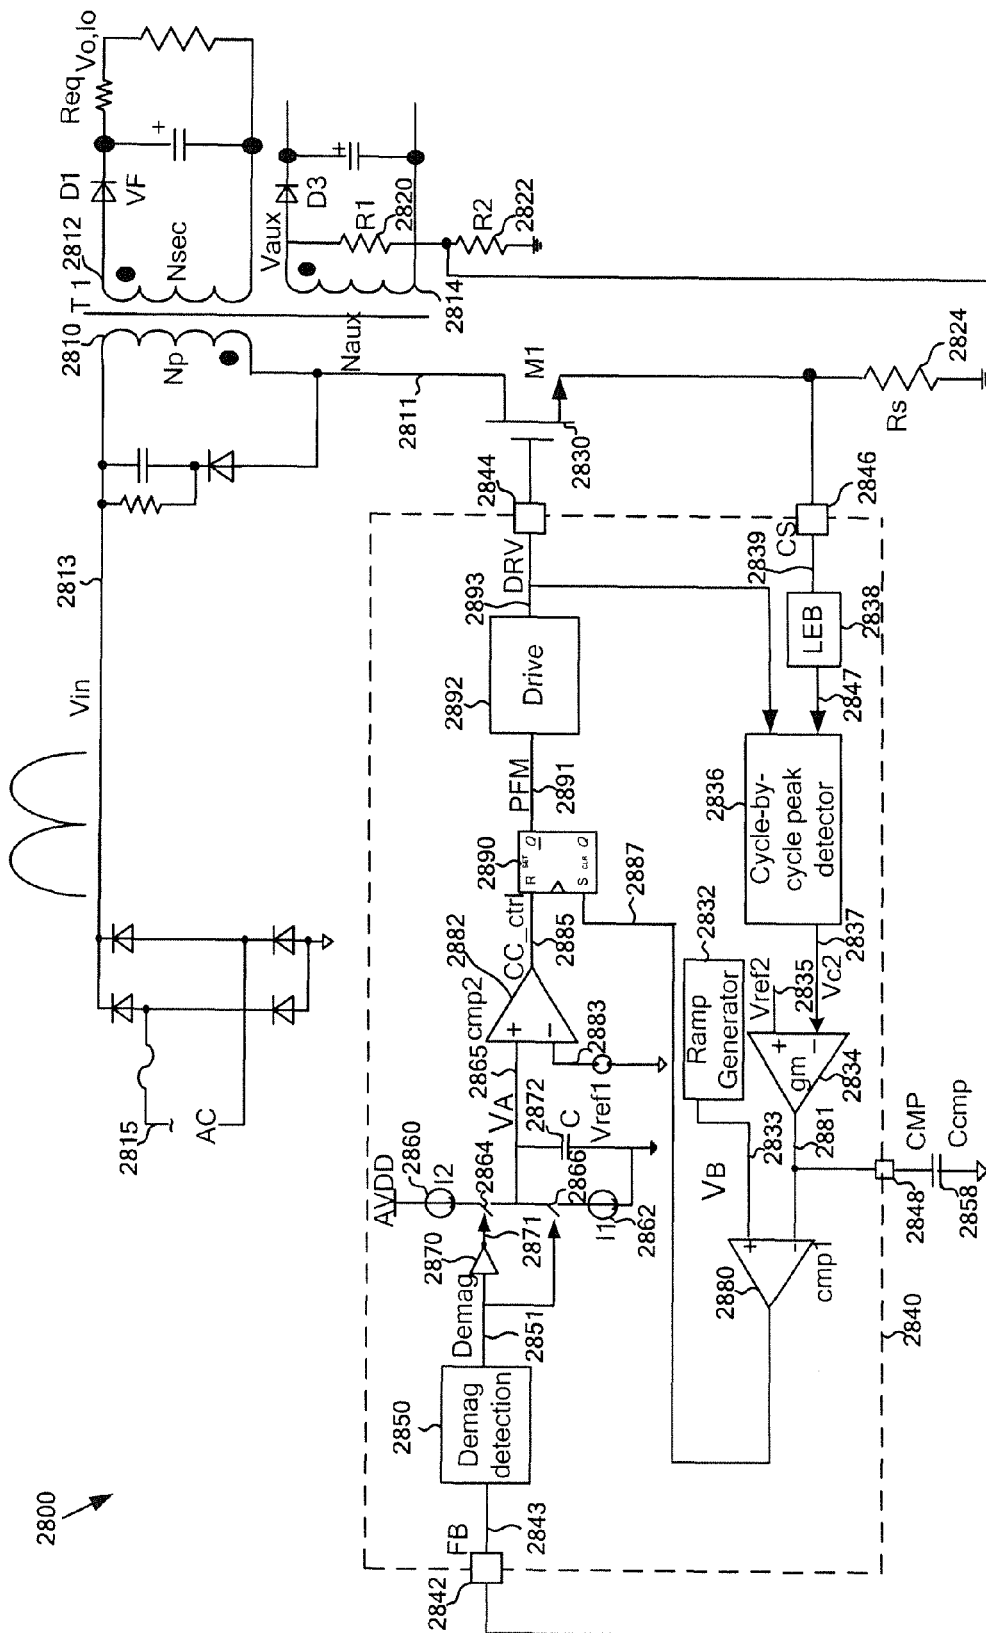 2800
2815
AC
Vin
2813
2810
T1
2812
D1
VF
Req
Vo,Io
Np
Nsec
Naux
2814
Vaux
D3
R1
2820
R2
2822
2811
M1
2830
2844
DRV
2893
Drive
2892
PFM
2891
2890
R
SET
Q
S
CLR
Q
2887
CC_ctrl
2885
2882
cmp2
+
−
2883
Vref1
2865
VA
2872
C
AVDD
2860
I2
2864
2866
I1
2862
2870
2871
Demag
2851
Demag
detection
2850
FB
2843
2842
Rs
2824
2846
CS
2839
LEB
2838
2847
Cycle-by-
cycle peak
detector
2836
2837
Vc2
Vref2
2835
+
−
gm
2834
2881
2832
Ramp
Generator
2833
VB
+
-
cmp1
2880
CMP
2848
Ccmp
2858
2840